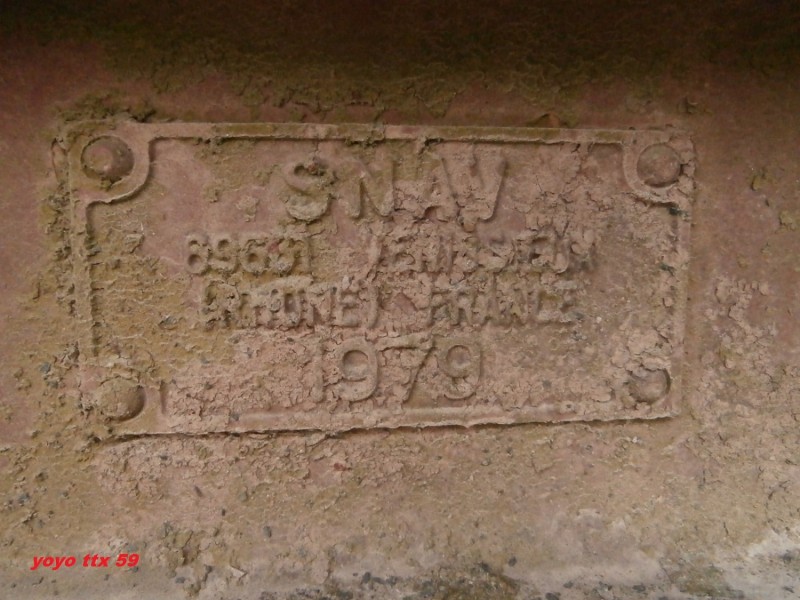 SNAV
69631 VENISSIEUX
(RHONE) FRANCE
1979
yoyo ttx 59